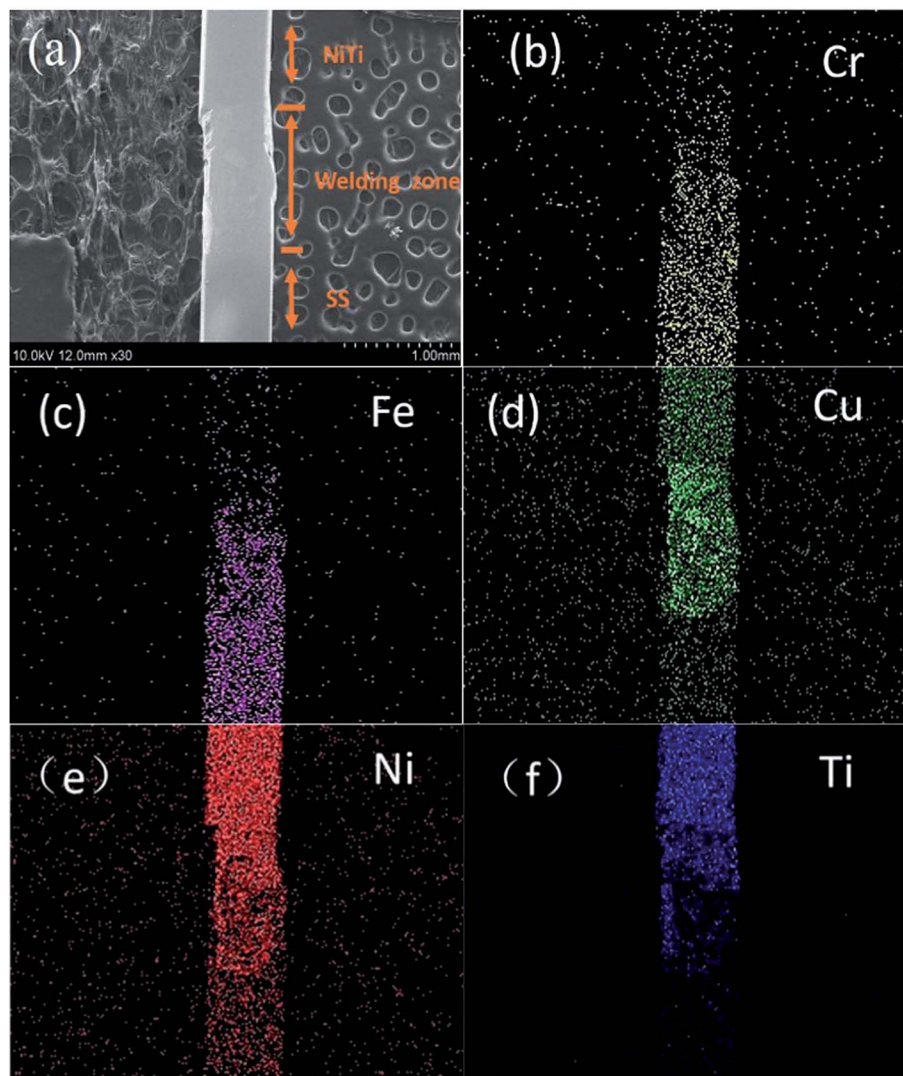 (a)
NiTi
Welding zone
SS
10.0kV 12.0mm x30
1.00mm
(b)
Cr
(c)
Fe
(d)
Cu
（e）
Ni
（f）
Ti